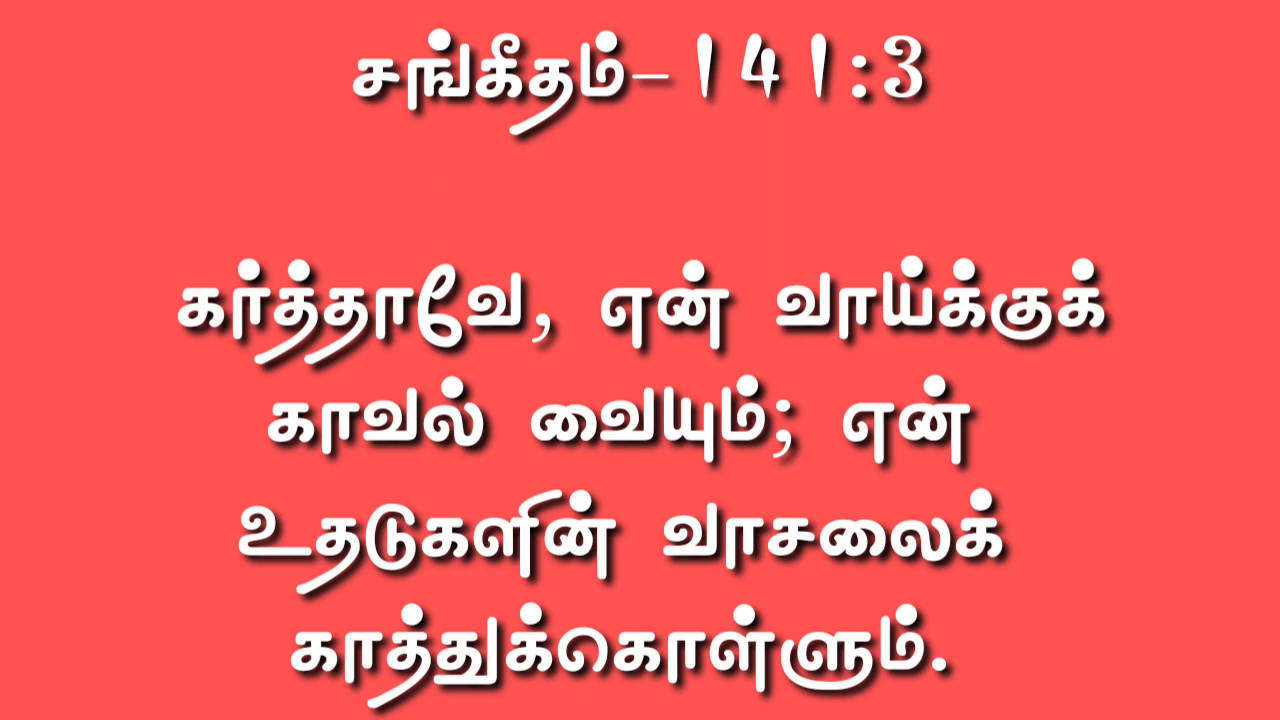 சங்கீதம்-141:3
கர்த்தாவே, என் வாய்க்குக்
காவல் வையும்; என்
உதடுகளின் வாசலைக்
காத்துக்கொள்ளும்.